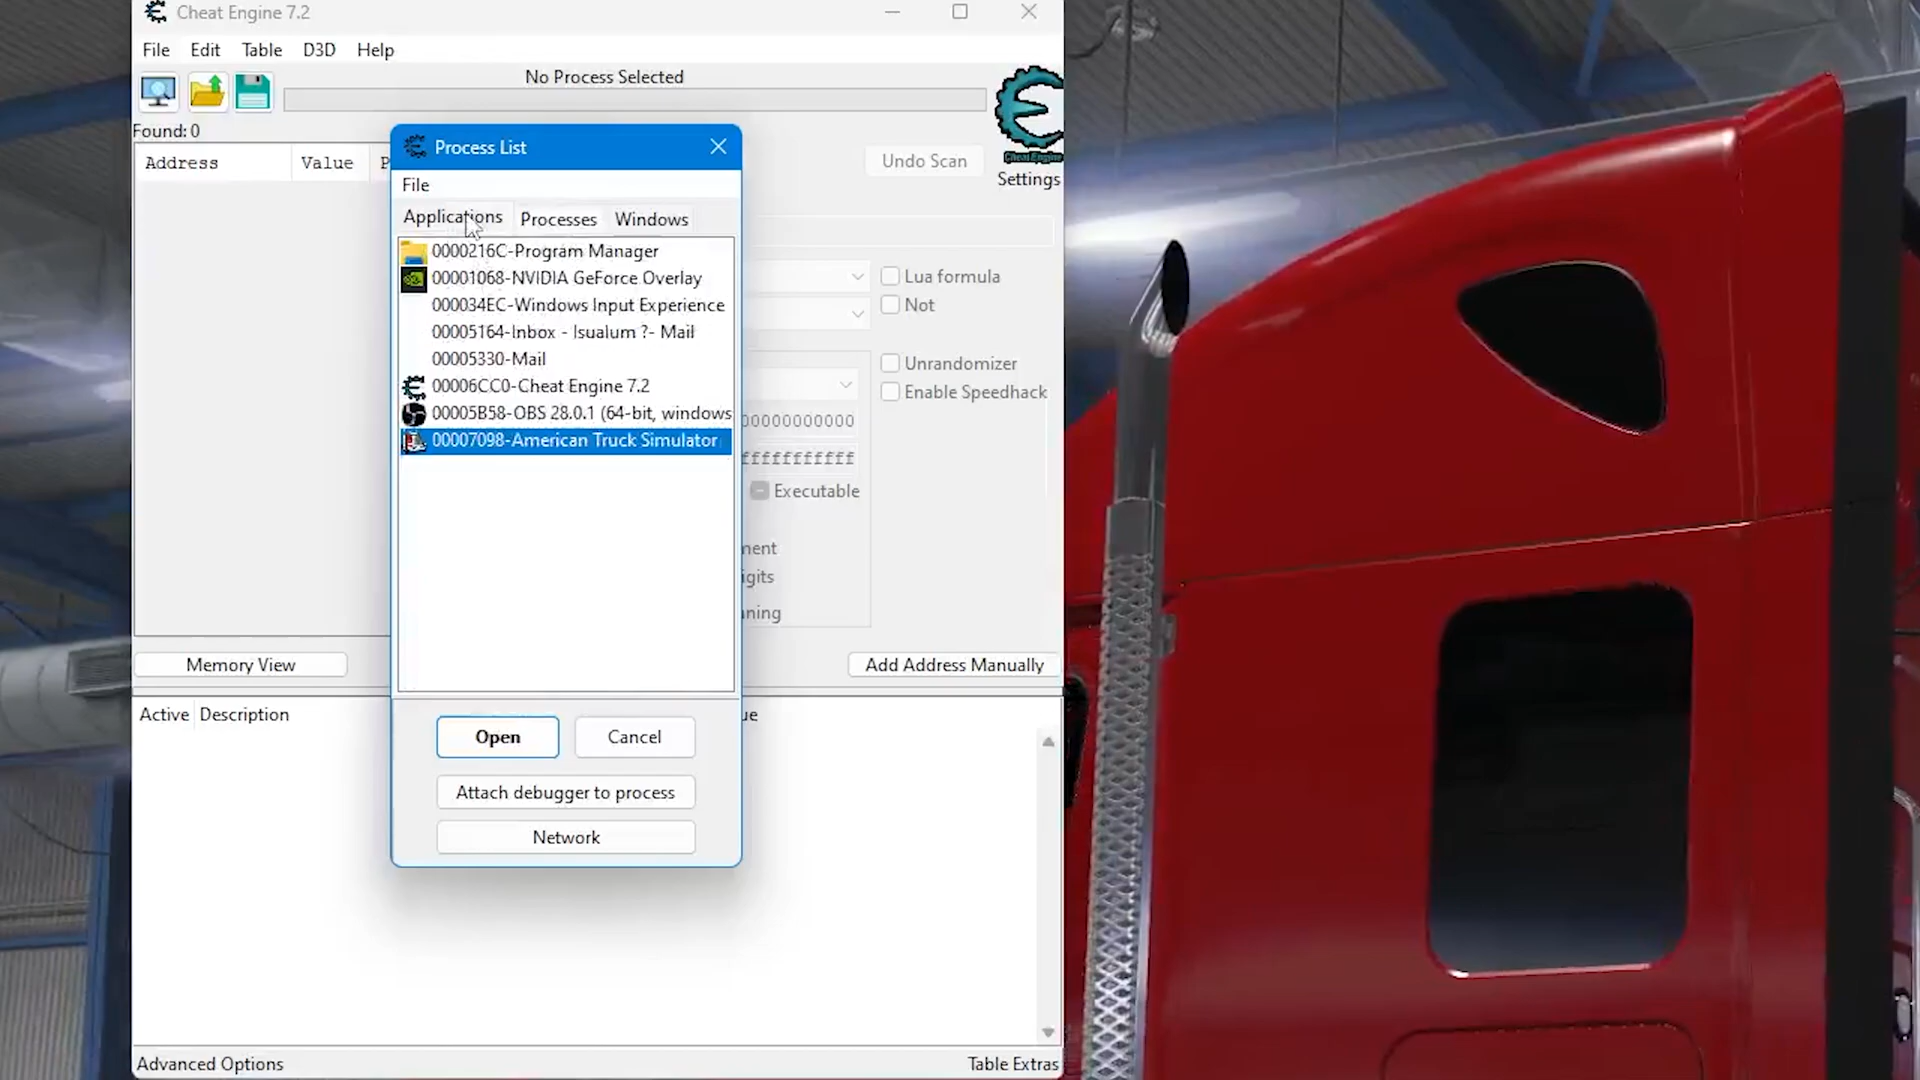 Cheat Engine 7.2
File Edit Table D3D Help
No Process Selected
Found: 0
Address Value P
Undo Scan
Cheat Engine
Settings
Process List
File
Applications Processes Windows
0000216C-Program Manager
00001068-NVIDIA GeForce Overlay
000034EC-Windows Input Experience
00005164-Inbox - Isualum ?- Mail
00005330-Mail
00006CC0-Cheat Engine 7.2
00005B58-OBS 28.0.1 (64-bit, windows
00007098-American Truck Simulator
Lua formula
Not
Unrandomizer
Enable Speedhack
00000000000
fffffffffff
Executable
ment
igits
ning
Memory View
Add Address Manually
Active Description
ue
Open Cancel
Attach debugger to process
Network
Advanced Options
Table Extras